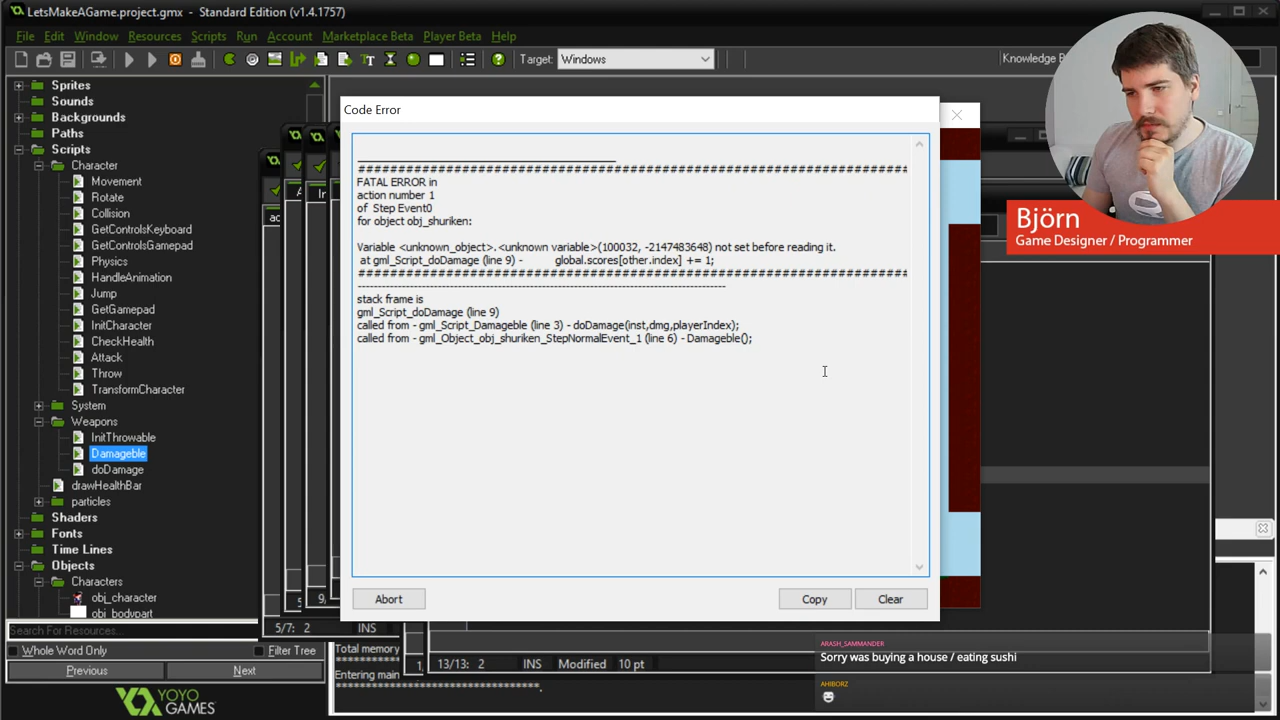 LetsMakeAGame.project.gmx - Standard Edition (v1.4.1757)
File Edit Window Resources Scripts Run Account Marketplace Beta Player Beta Help
Target: Windows
Knowledge B
Sprites
Sounds
Backgrounds
Paths
Scripts
Character
Movement
Rotate
Collision
GetControlsKeyboard
GetControlsGamepad
Physics
HandleAnimation
Jump
GetGamepad
InitCharacter
CheckHealth
Attack
Throw
TransformCharacter
System
Weapons
InitThrowable
Damageble
doDamage
drawHealthBar
particles
Shaders
Fonts
Time Lines
Objects
Characters
obj_character
obj_bodypart
Search For Resources...
Whole Word Only
Filter Tree
Previous
Next
YOYO
GAMES™
Code Error
############################################################################################
FATAL ERROR in
action number 1
of Step Event0
for object obj_shuriken:
Variable <unknown_object>.<unknown variable>(100032, -2147483648) not set before reading it.
at gml_Script_doDamage (line 9) - global.scores[other.index] += 1;
############################################################################################
--------------------------------------------------------------------------------------------
stack frame is
gml_Script_doDamage (line 9)
called from - gml_Script_Damageble (line 3) - doDamage(inst,dmg,playerIndex);
called from - gml_Object_obj_shuriken_StepNormalEvent_1 (line 6) - Damageble();
Abort
Copy
Clear
5/7: 2
INS
13/13: 2
INS
Modified
10 pt
Total memory
Entering main
Björn
Game Designer / Programmer
ARASH_SAMMANDER
Sorry was buying a house / eating sushi
AHIBORZ